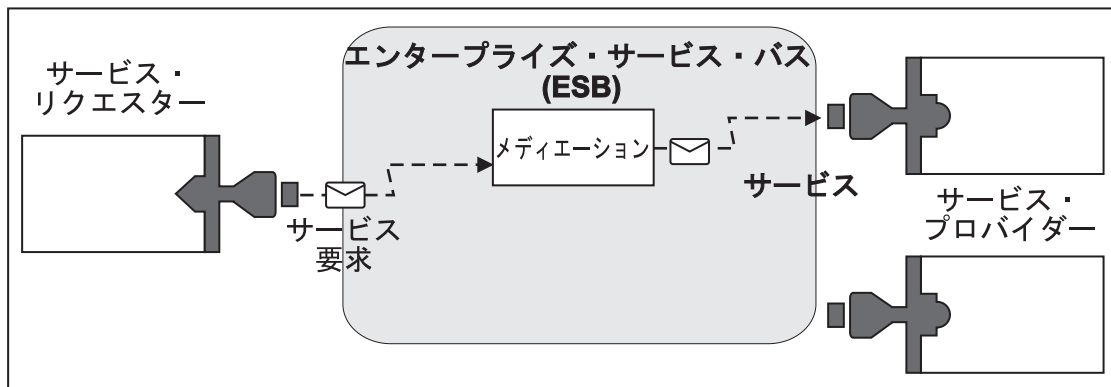 サービス・
リクエスター
サービス
要求
エンタープライズ・サービス・バス
(ESB)
メディエーション
サービス
サービス・
プロバイダー